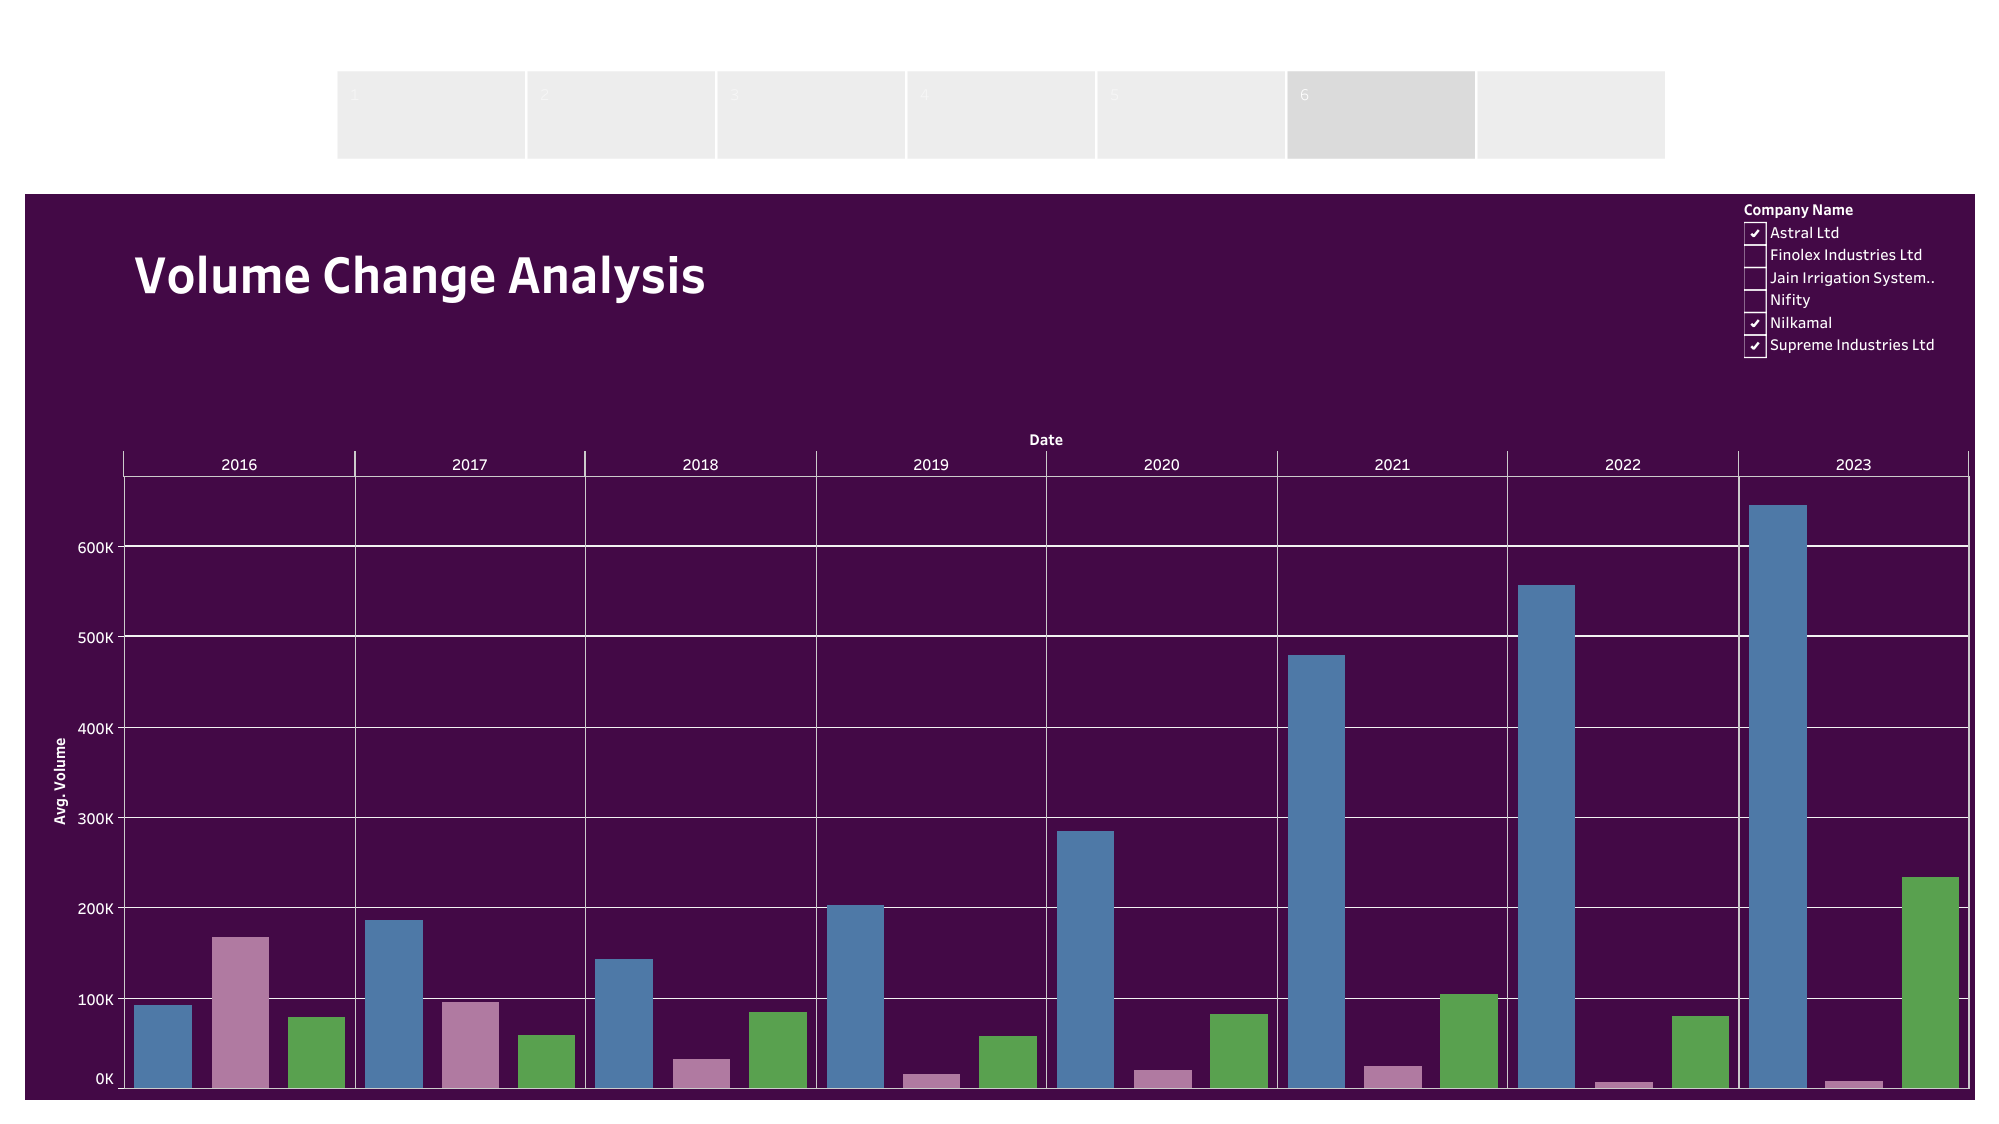 1 2 3 4 5 6
Company Name
Astral Ltd
Finolex Industries Ltd
Jain Irrigation System..
Nifity
Nilkamal
Supreme Industries Ltd
Volume Change Analysis
Date
2016 2017 2018 2019 2020 2021 2022 2023
600K
500K
400K
300K
200K
100K
0K
Avg. Volume